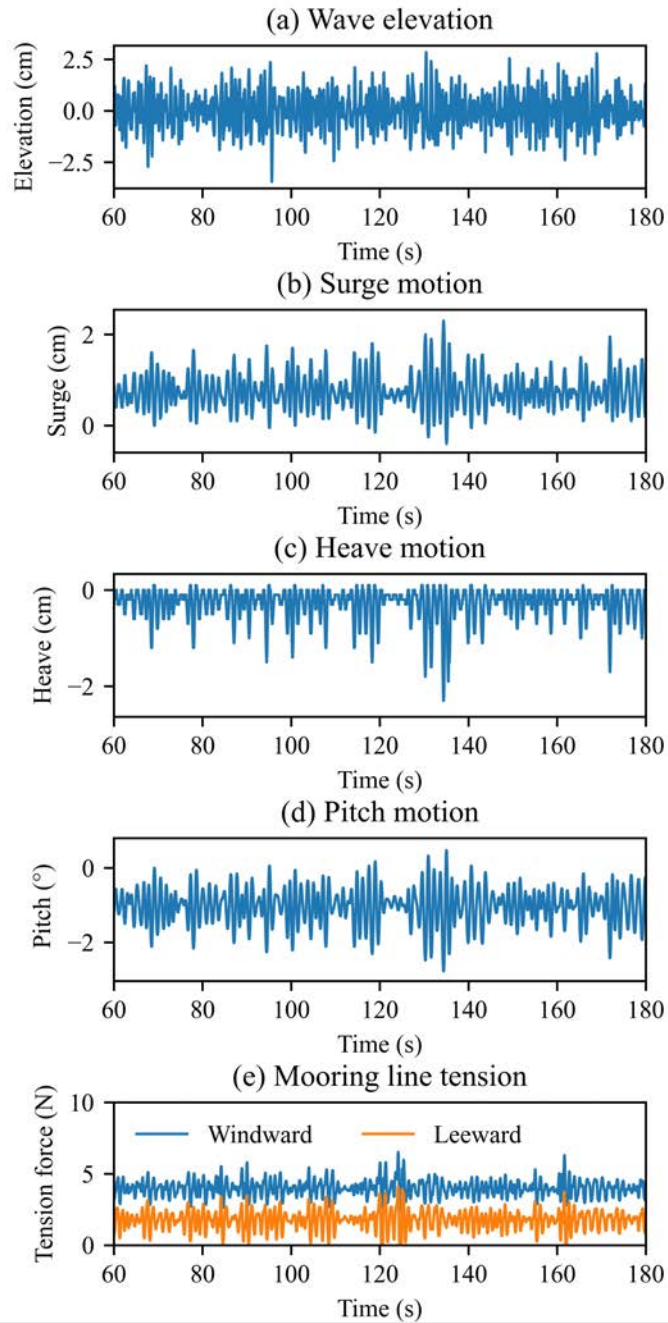 (a) Wave elevation
Elevation (cm)
2.5
0.0
−2.5
60 80 100 120 140 160 180
Time (s)
(b) Surge motion
Surge (cm)
2
0
60 80 100 120 140 160 180
Time (s)
(c) Heave motion
Heave (cm)
0
−2
60 80 100 120 140 160 180
Time (s)
(d) Pitch motion
Pitch (°)
0
−2
60 80 100 120 140 160 180
Time (s)
(e) Mooring line tension
Tension force (N)
10
Windward Leeward
5
0
60 80 100 120 140 160 180
Time (s)